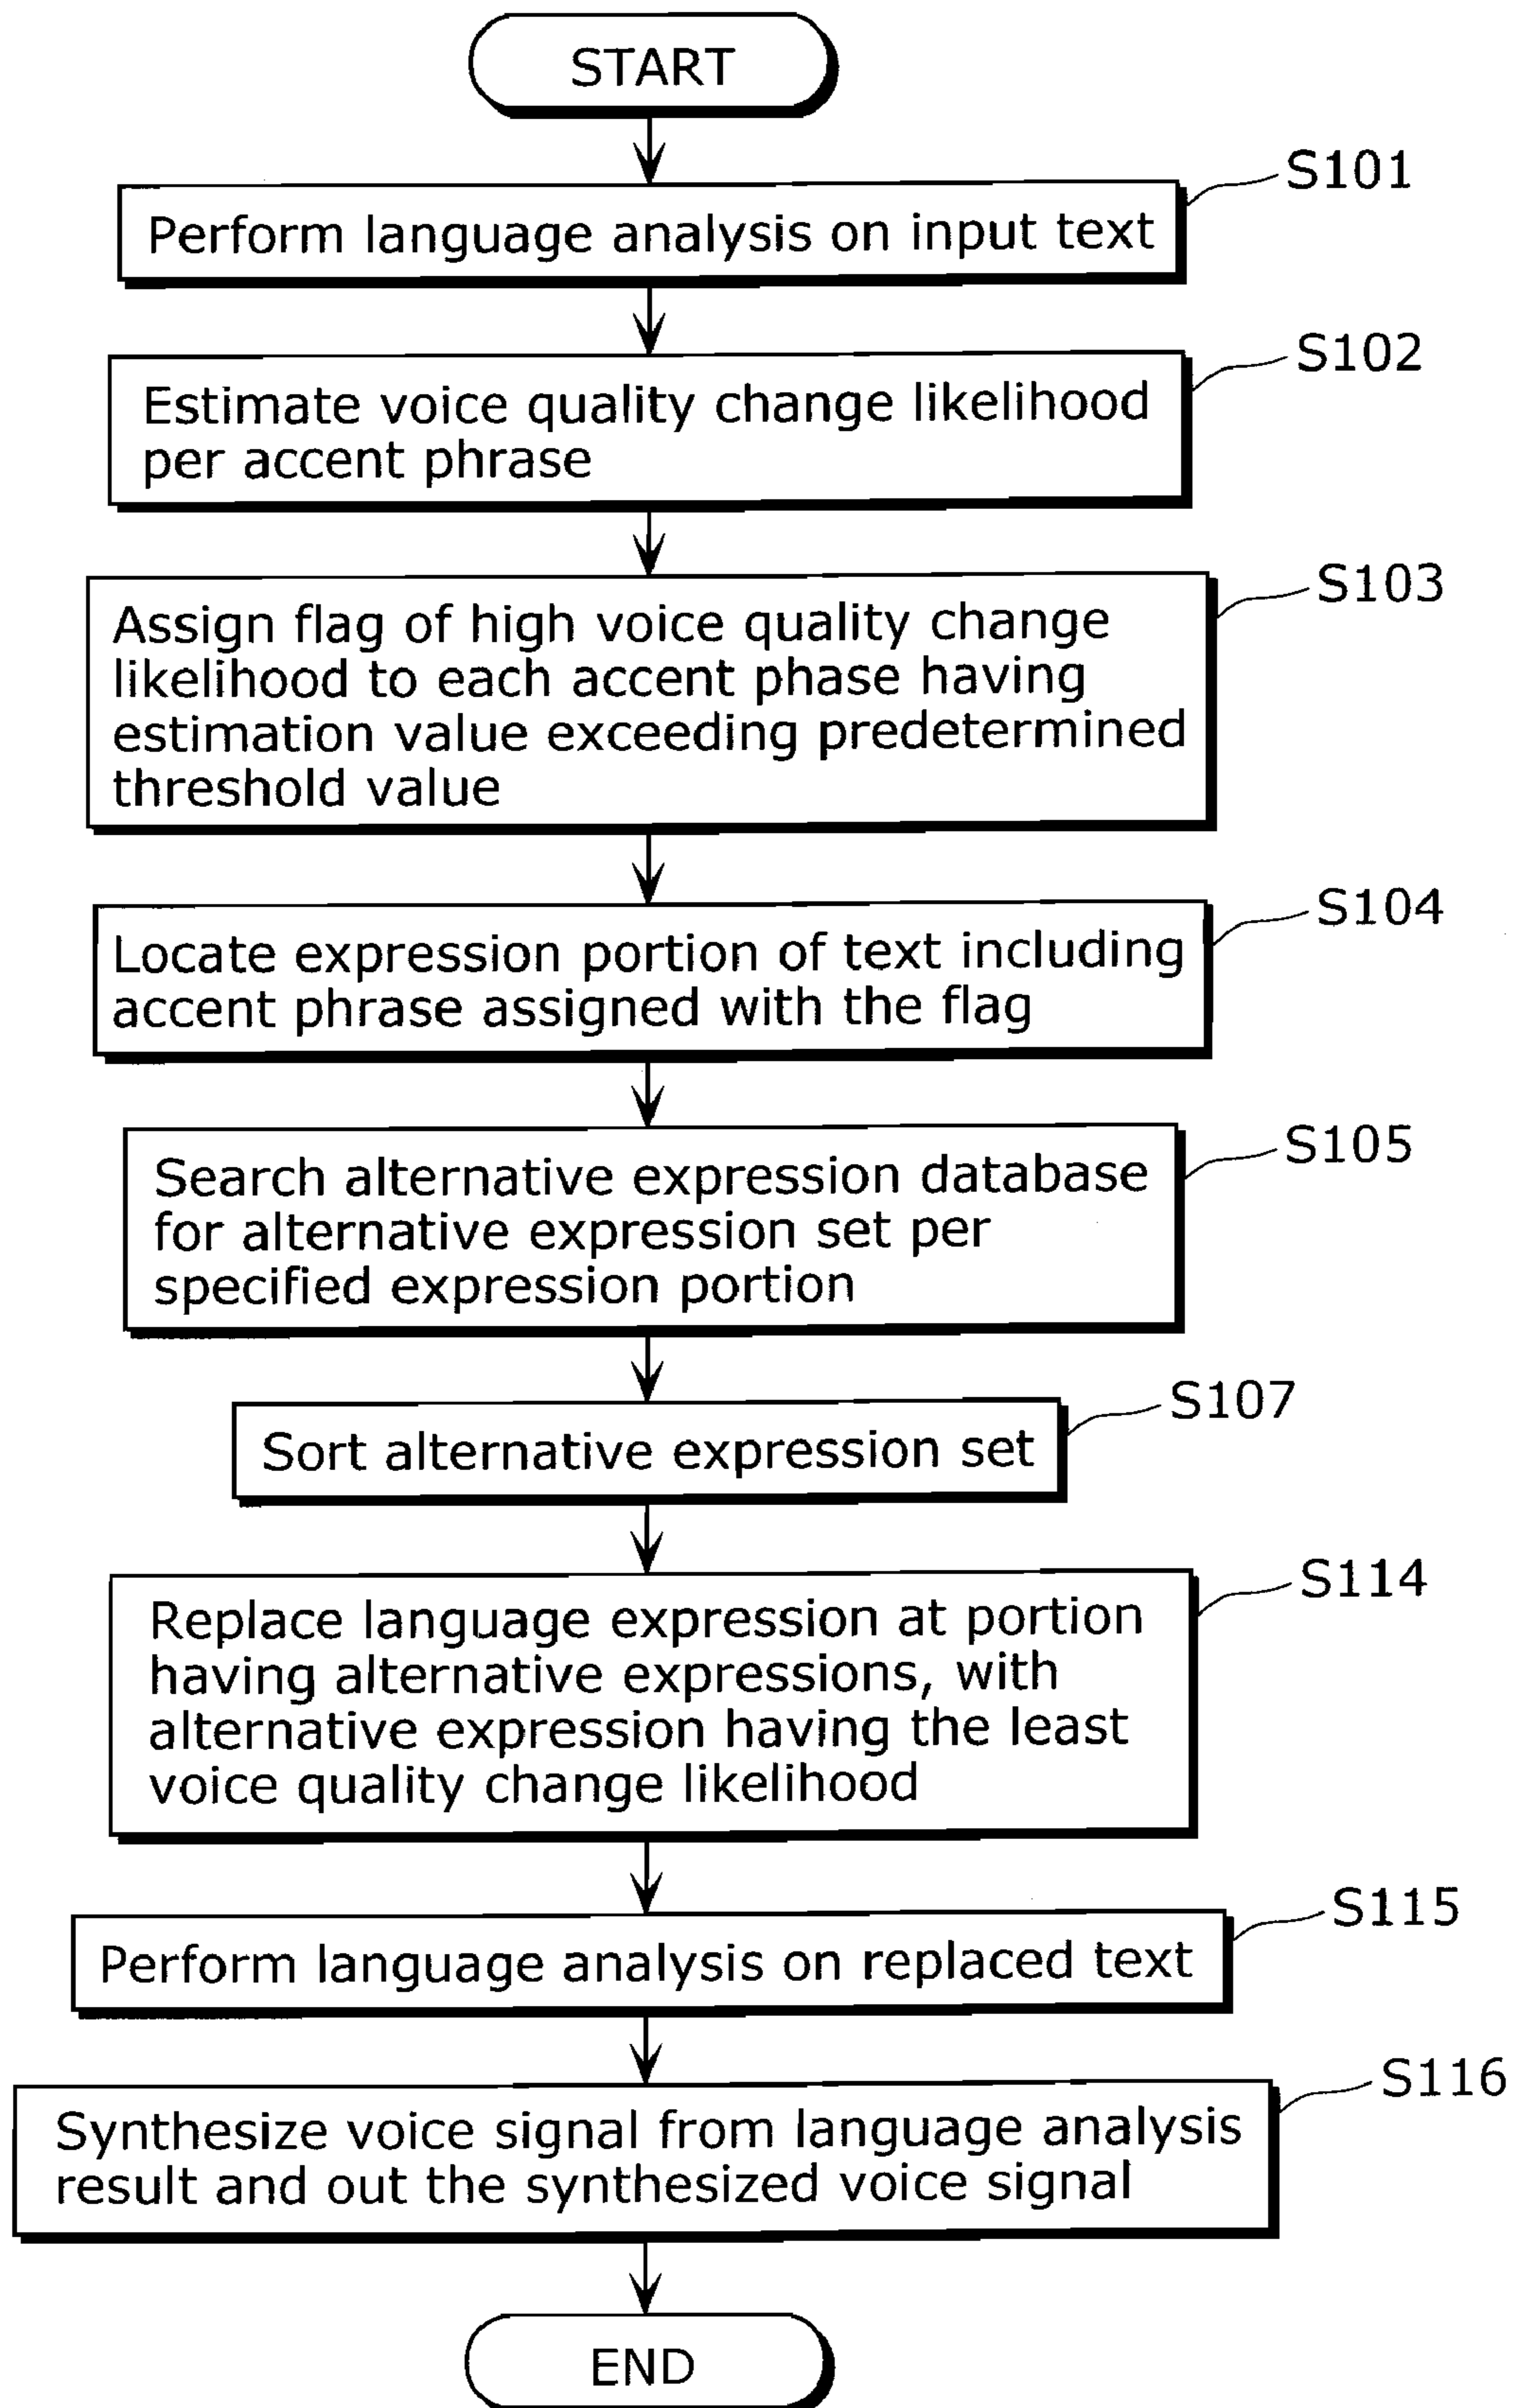 START
S101
Perform language analysis on input text
S102
Estimate voice quality change likelihood
per accent phrase
S103
Assign flag of high voice quality change
likelihood to each accent phase having
estimation value exceeding predetermined
threshold value
S104
Locate expression portion of text including
accent phrase assigned with the flag
S105
Search alternative expression database
for alternative expression set per
specified expression portion
S107
Sort alternative expression set
S114
Replace language expression at portion
having alternative expressions, with
alternative expression having the least
voice quality change likelihood
S115
Perform language analysis on replaced text
S116
Synthesize voice signal from language analysis
result and out the synthesized voice signal
END